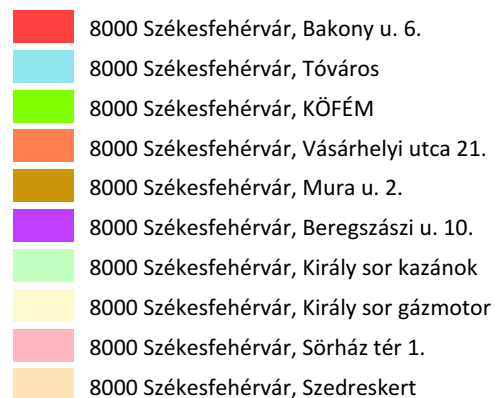 8000 Székesfehérvár, Bakony u. 6.
8000 Székesfehérvár, Tóváros
8000 Székesfehérvár, KÖFÉM
8000 Székesfehérvár, Vásárhelyi utca 21.
8000 Székesfehérvár, Mura u. 2.
8000 Székesfehérvár, Beregszászi u. 10.
8000 Székesfehérvár, Király sor kazánok
8000 Székesfehérvár, Király sor gázmotor
8000 Székesfehérvár, Sörház tér 1.
8000 Székesfehérvár, Szedreskert